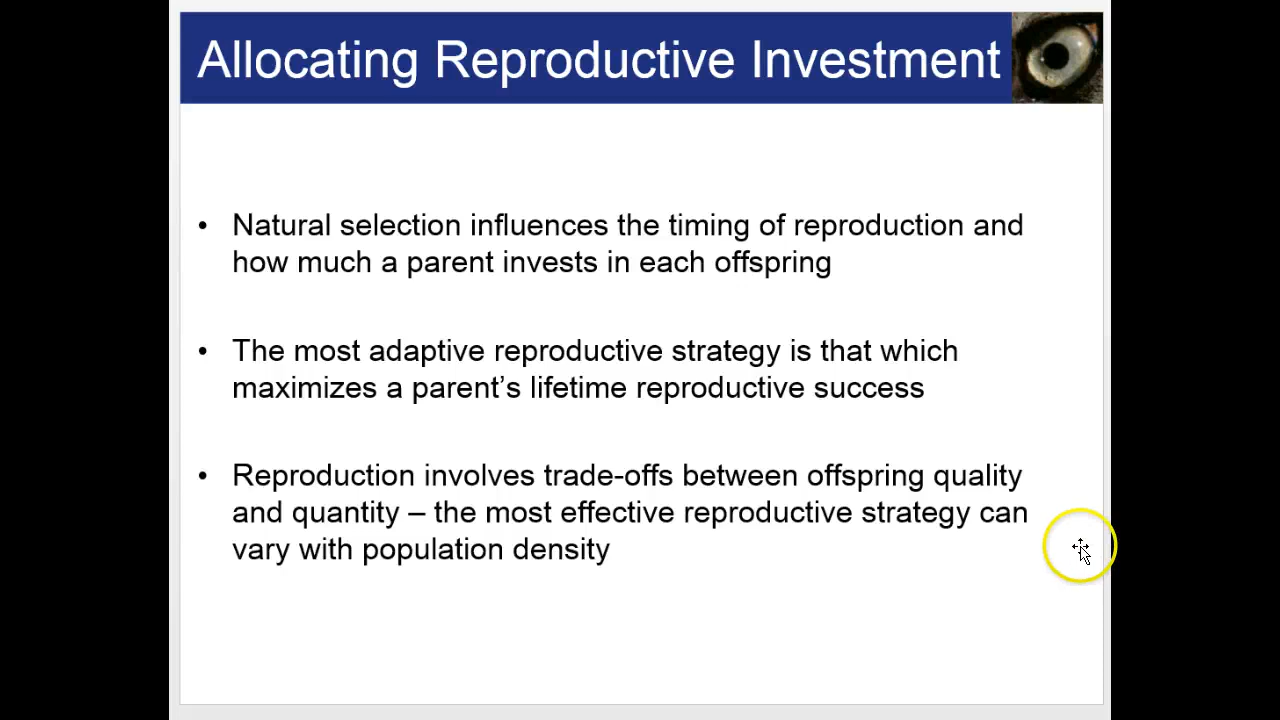 Allocating Reproductive Investment
• Natural selection influences the timing of reproduction and
how much a parent invests in each offspring
• The most adaptive reproductive strategy is that which
maximizes a parent’s lifetime reproductive success
• Reproduction involves trade-offs between offspring quality
and quantity – the most effective reproductive strategy can
vary with population density